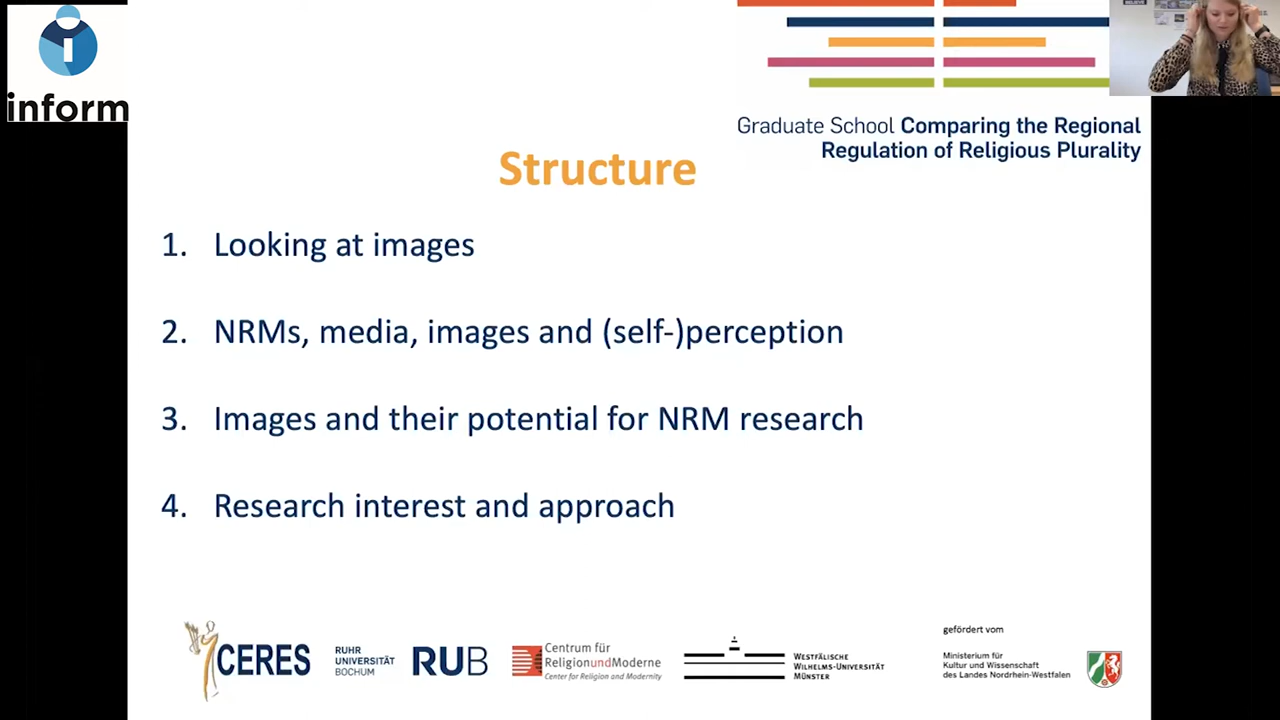 inform
Graduate School Comparing the Regional
Regulation of Religious Plurality
Structure
1. Looking at images
2. NRMs, media, images and (self-)perception
3. Images and their potential for NRM research
4. Research interest and approach
CERES
RUHR
UNIVERSITÄT
BOCHUM
RUB
Centrum für
ReligionundModerne
Center for Religion and Modernity
WESTFÄLISCHE
WILHELMS-UNIVERSITÄT
MÜNSTER
gefördert vom
Ministerium für
Kultur und Wissenschaft
des Landes Nordrhein-Westfalen